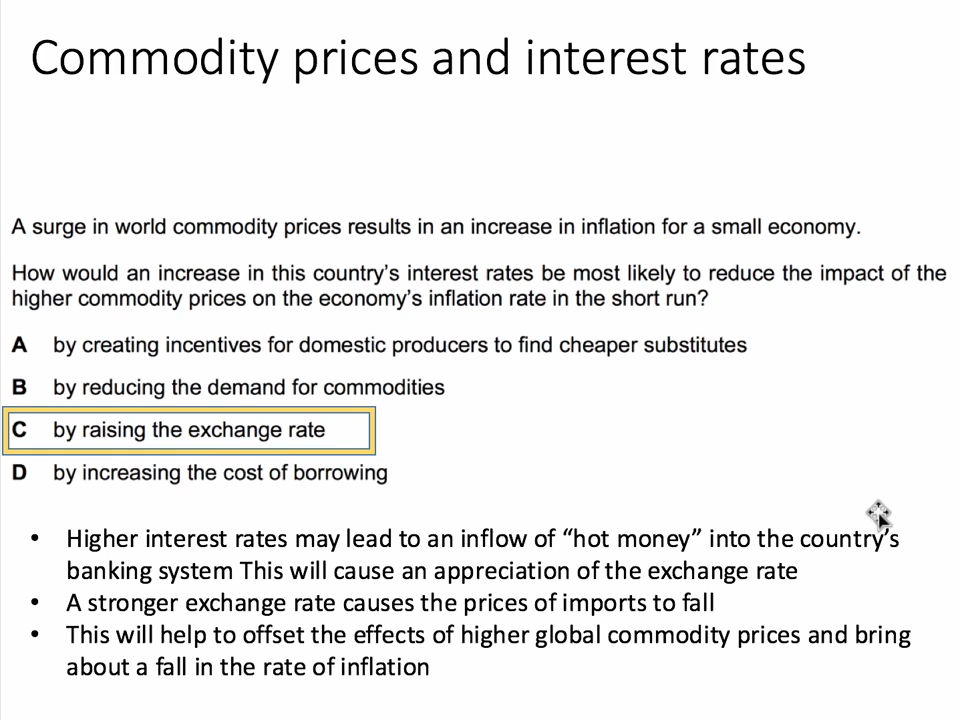 Commodity prices and interest rates
A surge in world commodity prices results in an increase in inflation for a small economy.
How would an increase in this country's interest rates be most likely to reduce the impact of the
higher commodity prices on the economy's inflation rate in the short run?
A by creating incentives for domestic producers to find cheaper substitutes
B by reducing the demand for commodities
C by raising the exchange rate
D by increasing the cost of borrowing
• Higher interest rates may lead to an inflow of “hot money” into the country's
banking system This will cause an appreciation of the exchange rate
• A stronger exchange rate causes the prices of imports to fall
• This will help to offset the effects of higher global commodity prices and bring
about a fall in the rate of inflation